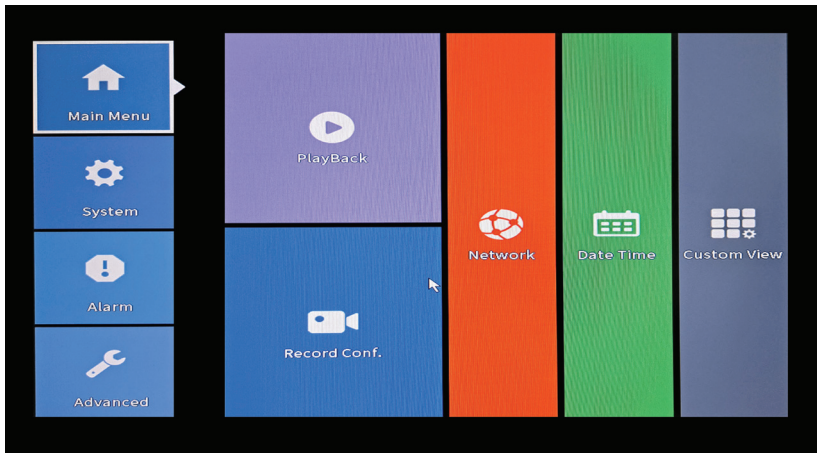 Main Menu
System
Alarm
Advanced
PlayBack
Record Conf.
Network
Date Time
Custom View